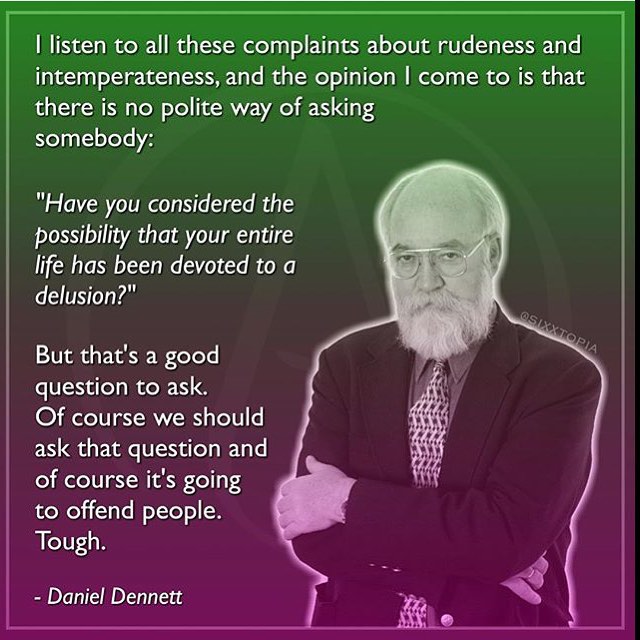 I listen to all these complaints about rudeness and
intemperateness, and the opinion I come to is that
there is no polite way of asking
somebody:
"Have you considered the
possibility that your entire
life has been devoted to a
delusion?"
But that's a good
question to ask.
Of course we should
ask that question and
of course it's going
to offend people.
Tough.
- Daniel Dennett
@SIXXTOPIA